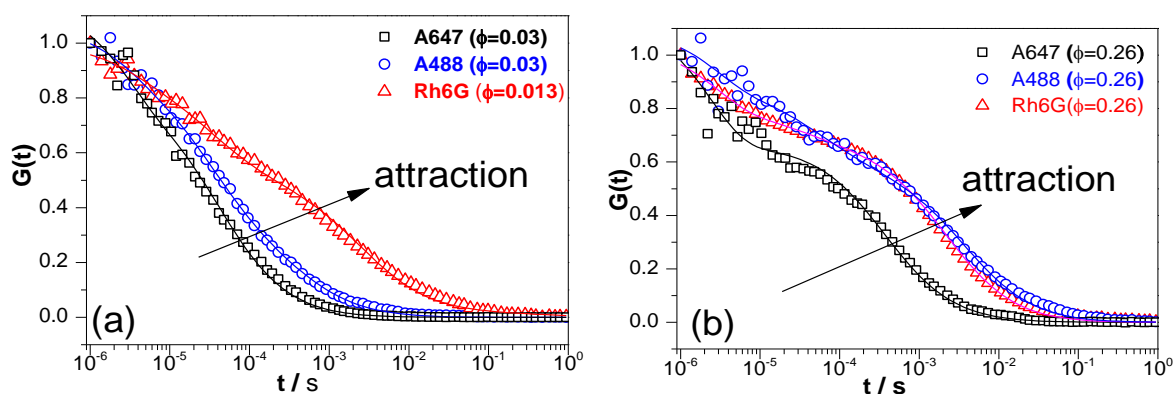 A647 (ϕ=0.03)
A488 (ϕ=0.03)
Rh6G (ϕ=0.013)
attraction
G(t)
1.0
0.8
0.6
0.4
0.2
0.0
(a)
10⁻⁶ 10⁻⁵ 10⁻⁴ 10⁻³ 10⁻² 10⁻¹ 10⁰
t / s
A647 (ϕ=0.26)
A488 (ϕ=0.26)
Rh6G(ϕ=0.26)
attraction
G(t)
1.0
0.8
0.6
0.4
0.2
0.0
(b)
10⁻⁶ 10⁻⁵ 10⁻⁴ 10⁻³ 10⁻² 10⁻¹ 10⁰
t / s